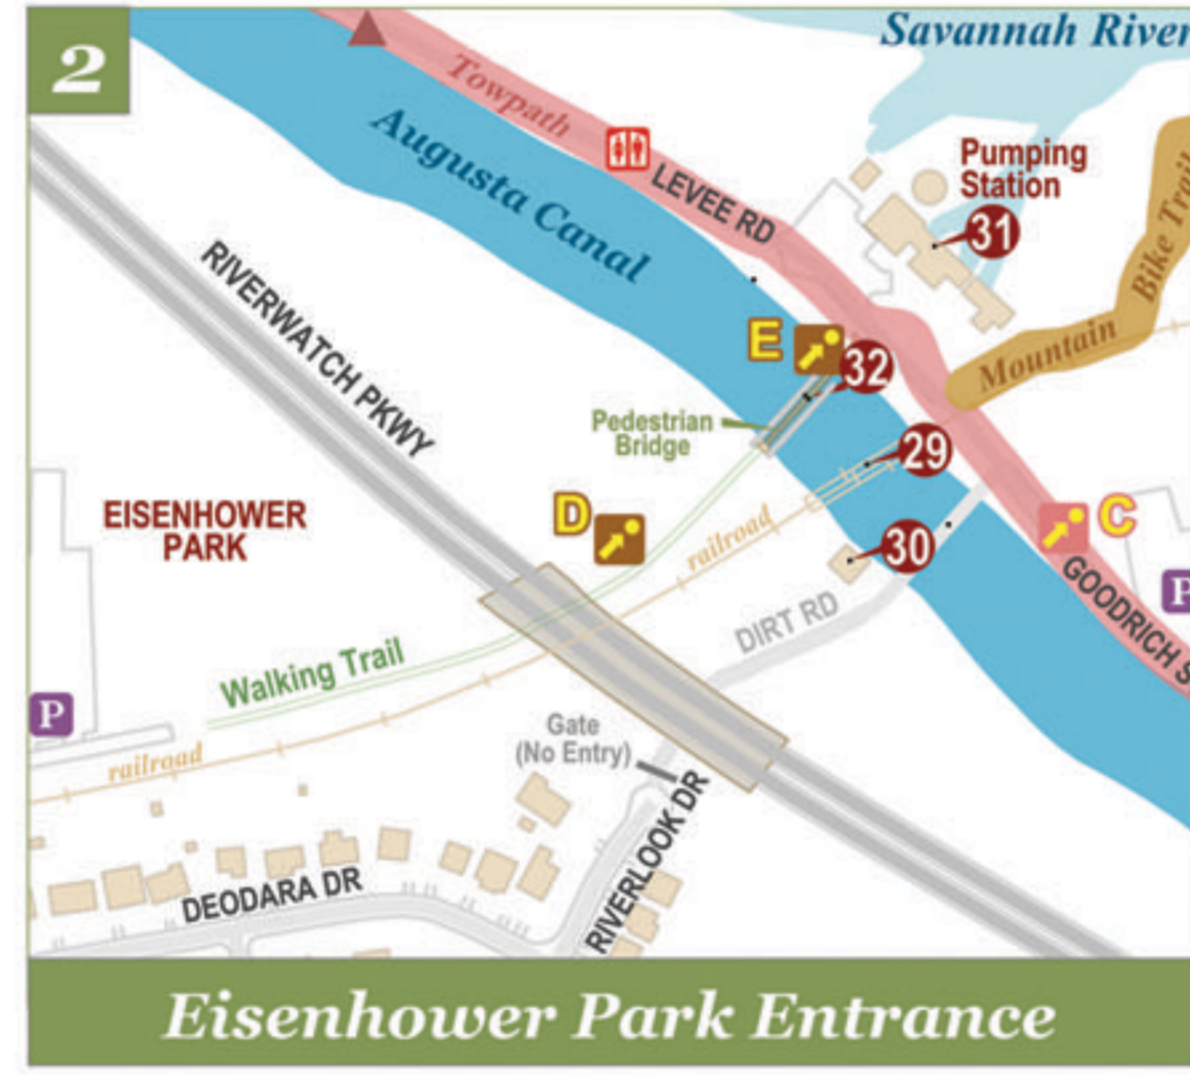 2
Savannah River
Towpath
Augusta Canal
LEVEE RD
Pumping
Station
31
Bike Trail
Mountain
RIVERWATCH PKWY
E
32
Pedestrian
Bridge
29
EISENHOWER
PARK
D
railroad
30
C
P
GOODRICH S
DIRT RD
Walking Trail
P
Gate
(No Entry)
railroad
RIVERLOOK DR
DEODARA DR
Eisenhower Park Entrance